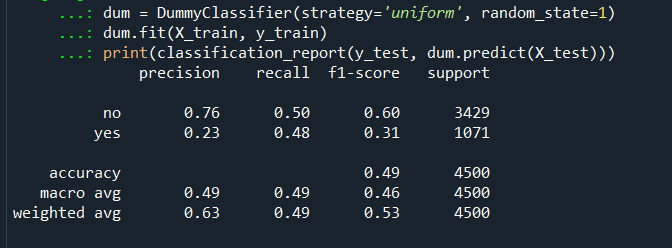 ...: dum = DummyClassifier(strategy='uniform', random_state=1)
...: dum.fit(X_train, y_train)
...: print(classification_report(y_test, dum.predict(X_test)))
precision recall f1-score support
no 0.76 0.50 0.60 3429
yes 0.23 0.48 0.31 1071
accuracy 0.49 4500
macro avg 0.49 0.49 0.46 4500
weighted avg 0.63 0.49 0.53 4500